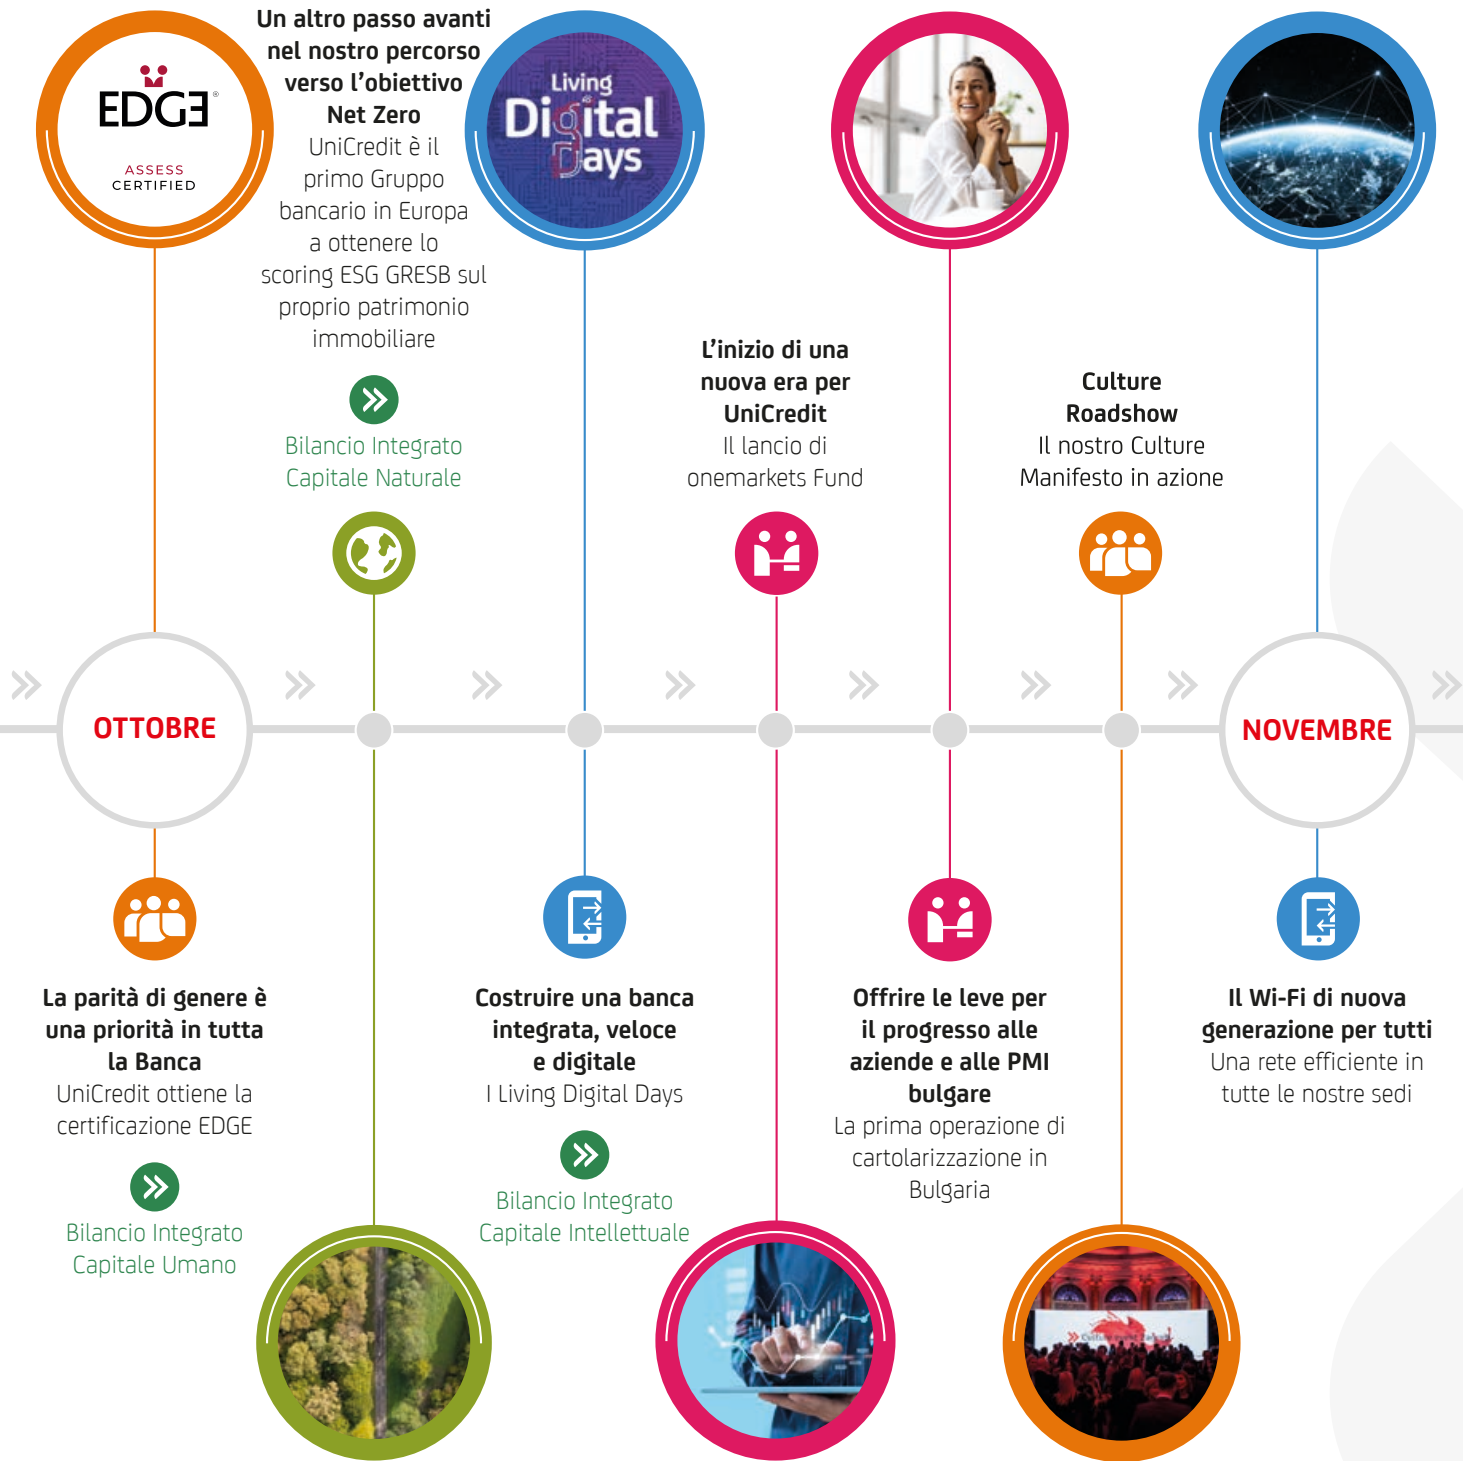 EDGE®
ASSESS
CERTIFIED
Un altro passo avanti
nel nostro percorso
verso l’obiettivo
Net Zero
UniCredit è il
primo Gruppo
bancario in Europa
a ottenere lo
scoring ESG GRESB sul
proprio patrimonio
immobiliare
Bilancio Integrato
Capitale Naturale
Living
Digital
Days
L’inizio di una
nuova era per
UniCredit
Il lancio di
onemarkets Fund
Culture
Roadshow
Il nostro Culture
Manifesto in azione
OTTOBRE
NOVEMBRE
La parità di genere è
una priorità in tutta
la Banca
UniCredit ottiene la
certificazione EDGE
Bilancio Integrato
Capitale Umano
Costruire una banca
integrata, veloce
e digitale
I Living Digital Days
Bilancio Integrato
Capitale Intellettuale
Offrire le leve per
il progresso alle
aziende e alle PMI
bulgare
La prima operazione di
cartolarizzazione in
Bulgaria
Il Wi-Fi di nuova
generazione per tutti
Una rete efficiente in
tutte le nostre sedi
Culture